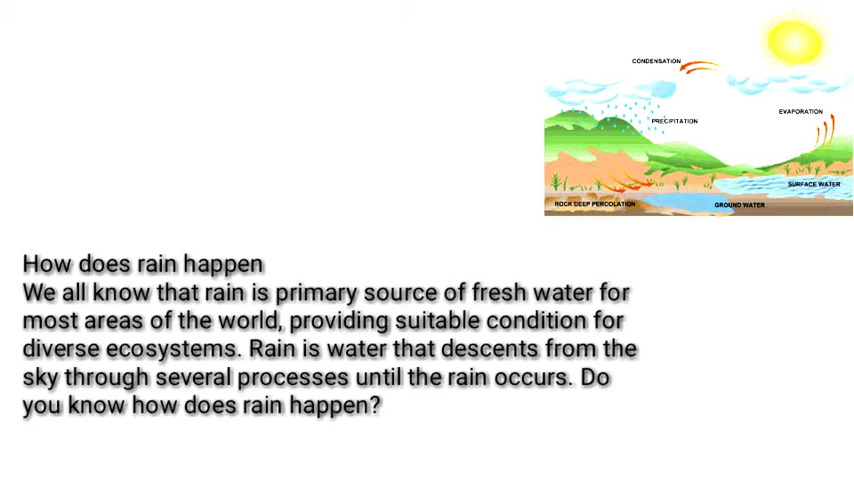 CONDENSATION
PRECIPITATION
EVAPORATION
SURFACE WATER
ROCK DEEP PERCOLATION
GROUND WATER
How does rain happen
We all know that rain is primary source of fresh water for
most areas of the world, providing suitable condition for
diverse ecosystems. Rain is water that descents from the
sky through several processes until the rain occurs. Do
you know how does rain happen?